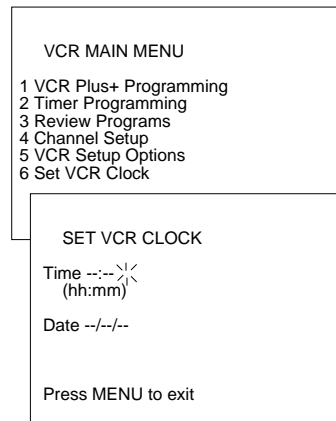 VCR MAIN MENU
1 VCR Plus+ Programming
2 Timer Programming
3 Review Programs
4 Channel Setup
5 VCR Setup Options
6 Set VCR Clock
SET VCR CLOCK
Time --:--
(hh:mm)
Date --/--/--
Press MENU to exit